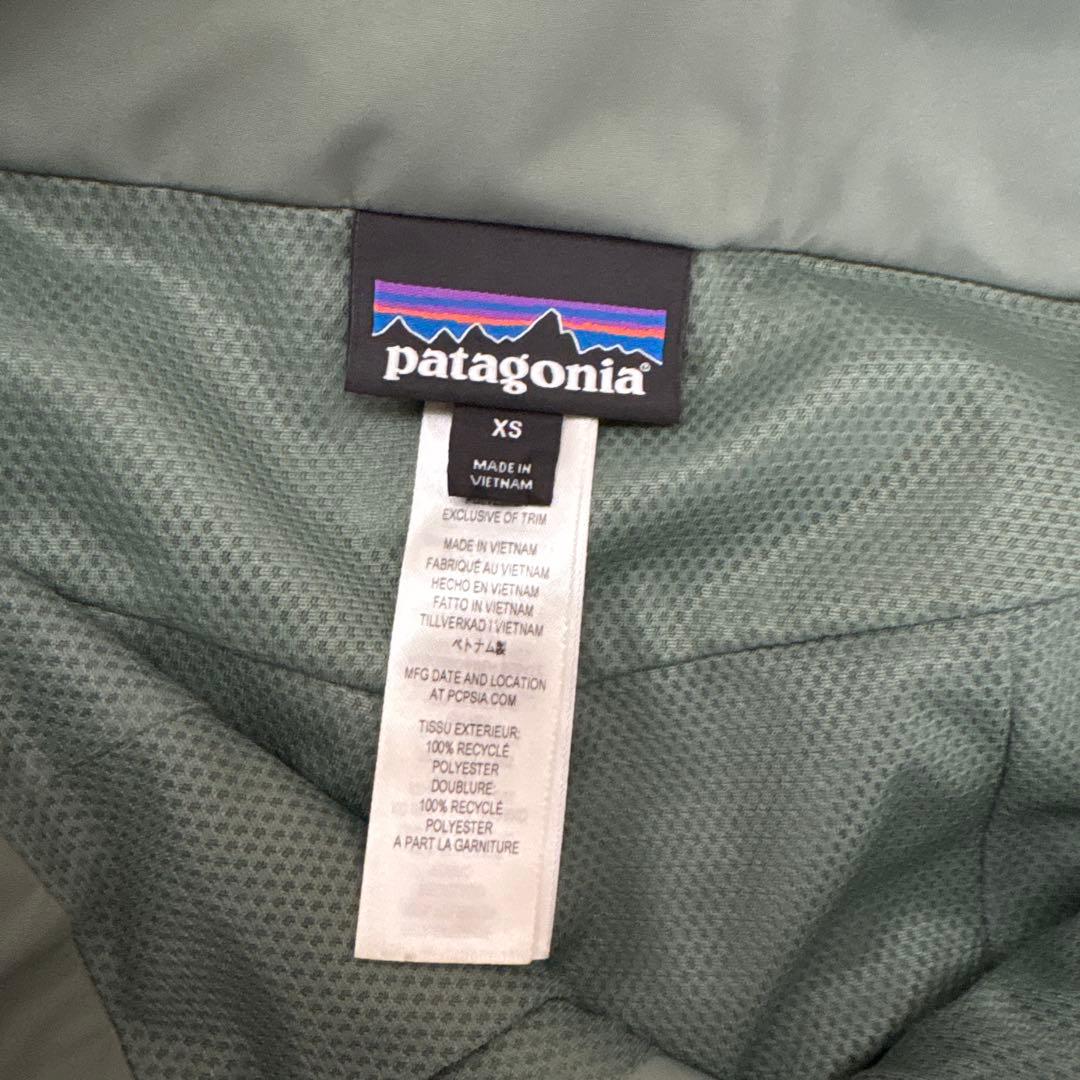 patagonia®
XS
MADE IN
VIETNAM
EXCLUSIVE OF TRIM
MADE IN VIETNAM
FABRIQUÉ AU VIETNAM
HECHO EN VIETNAM
FATTO IN VIETNAM
TILLVERKAD I VIETNAM
ベトナム製
MFG DATE AND LOCATION
AT PCPSIA.COM
TISSU EXTERIEUR:
100% RECYCLÉ
POLYESTER
DOUBLURE:
100% RECYCLÉ
POLYESTER
A PART LA GARNITURE